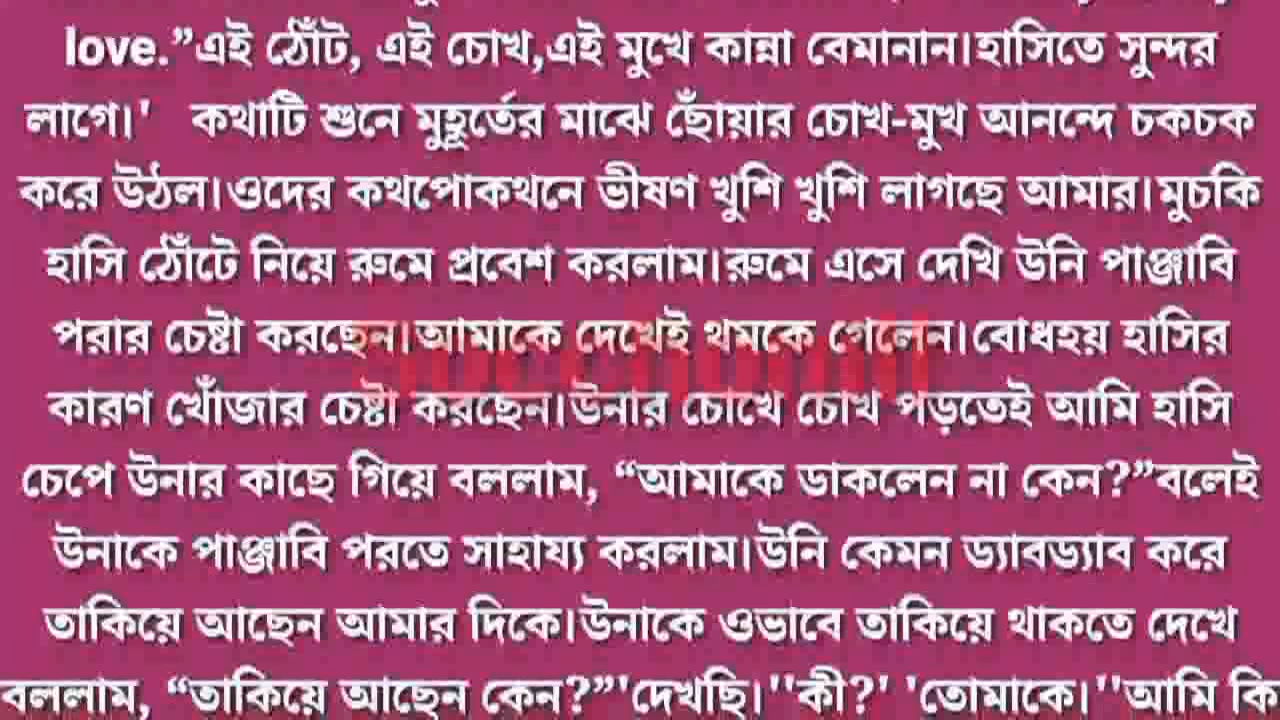 love.”এই ঠোঁট, এই চোখ,এই মুখে কান্না বেমানান।হাসিতে সুন্দর
লাগে।' কথাটি শুনে মুহূর্তের মাঝে ছোঁয়ার চোখ-মুখ আনন্দে চকচক
করে উঠল।ওদের কথপোকথনে ভীষণ খুশি খুশি লাগছে আমার।মুচকি
হাসি ঠোঁটে নিয়ে রুমে প্রবেশ করলাম।রুমে এসে দেখি উনি পাঞ্জাবি
পরার চেষ্টা করছেন।আমাকে দেখেই থমকে গেলেন।বোধহয় হাসির
কারণ খোঁজার চেষ্টা করছেন।উনার চোখে চোখ পড়তেই আমি হাসি
চেপে উনার কাছে গিয়ে বললাম, “আমাকে ডাকলেন না কেন?”বলেই
উনাকে পাঞ্জাবি পরতে সাহায্য করলাম।উনি কেমন ড্যাবড্যাব করে
তাকিয়ে আছেন আমার দিকে।উনাকে ওভাবে তাকিয়ে থাকতে দেখে
বললাম, “তাকিয়ে আছেন কেন?”'দেখছি।''কী?' 'তোমাকে।''আমি কি